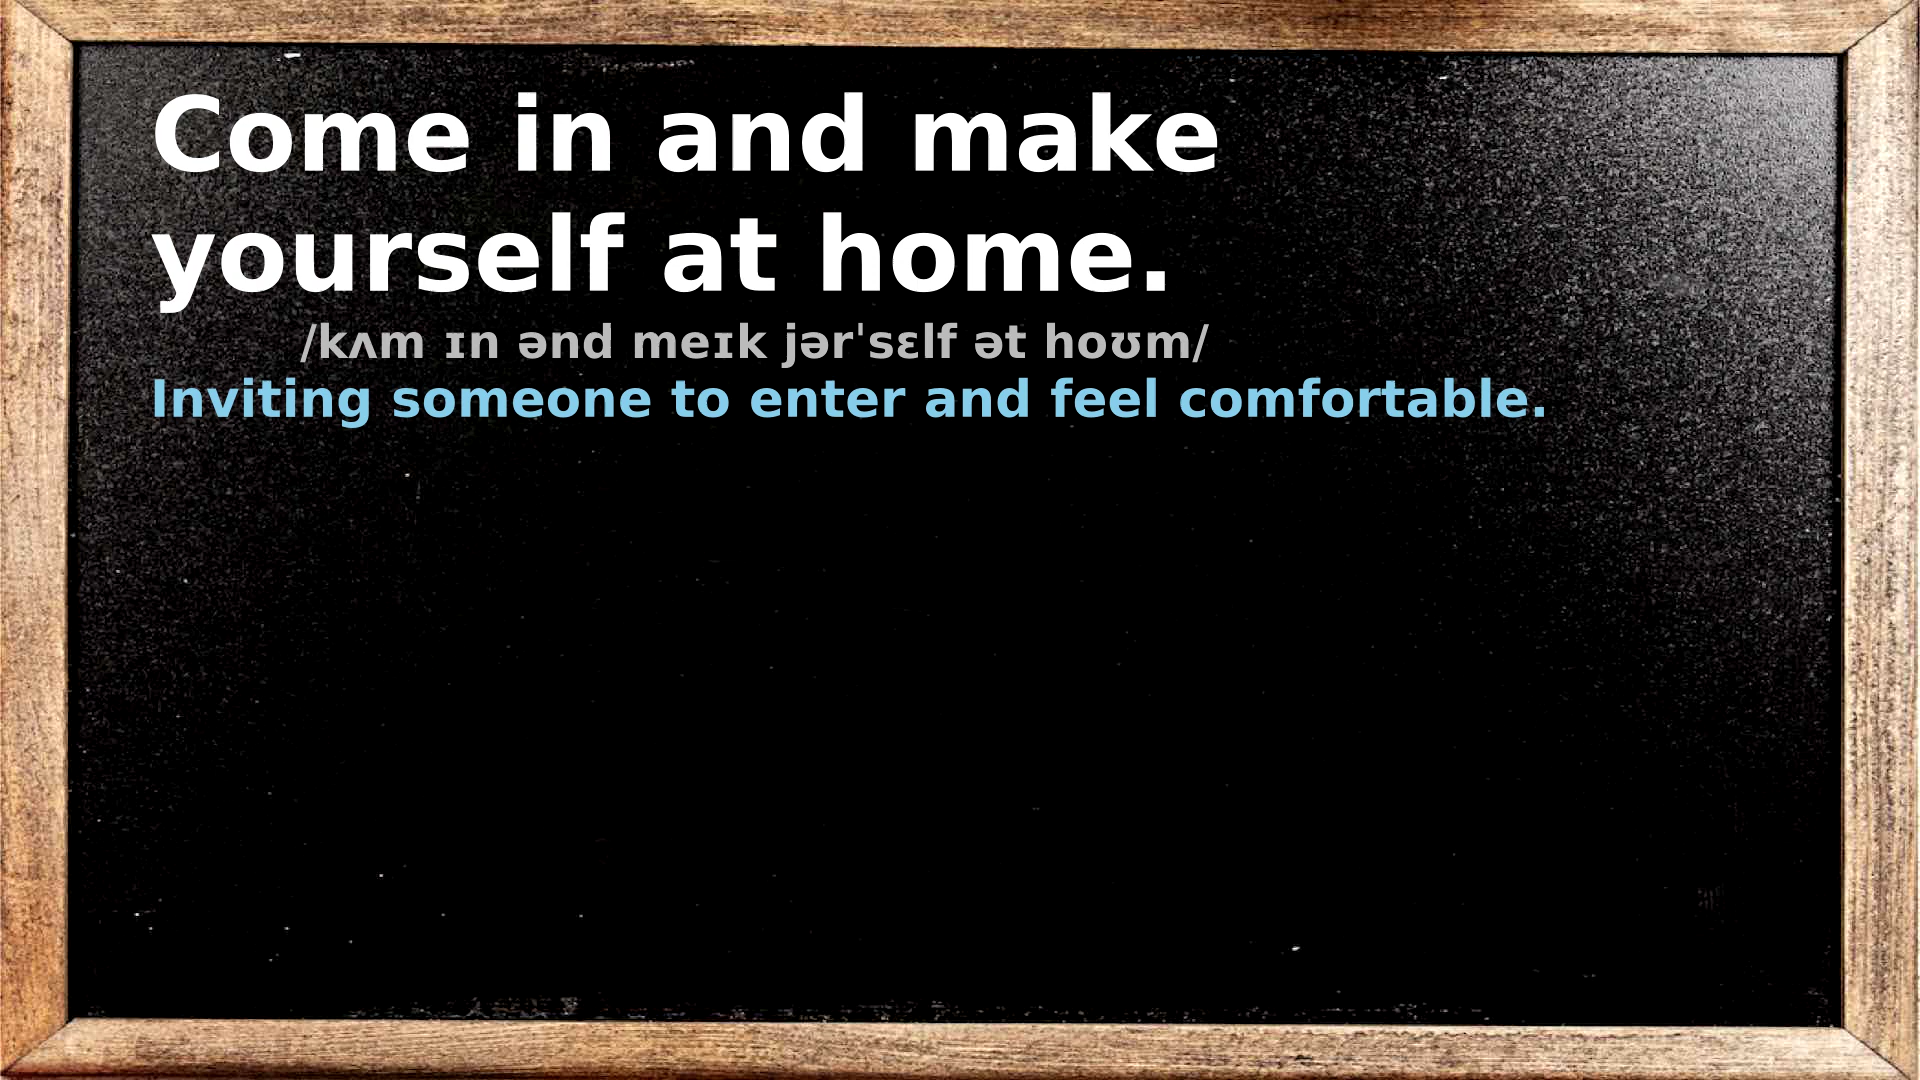 Come in and make
yourself at home.
/kʌm ɪn ənd meɪk jərˈsɛlf ət hoʊm/
Inviting someone to enter and feel comfortable.